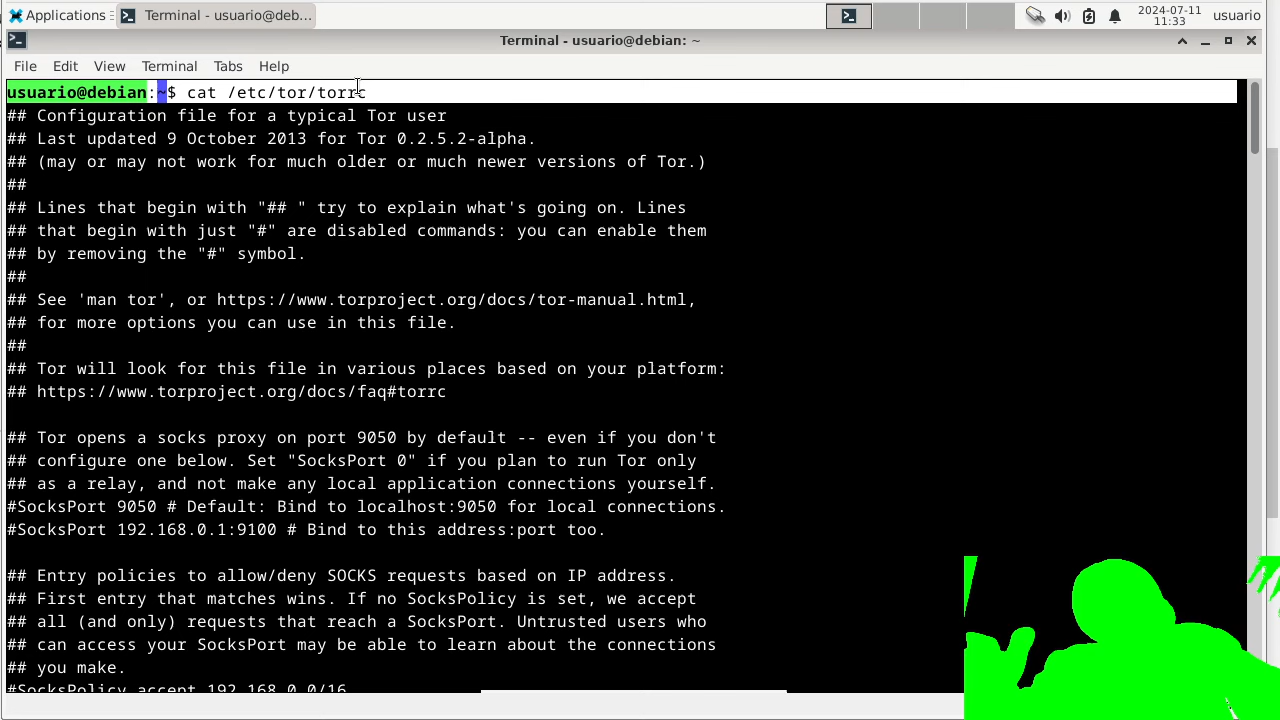 Applications
Terminal - usuario@deb...
2024-07-11
11:33
usuario
Terminal - usuario@debian: ~
File Edit View Terminal Tabs Help
usuario@debian:~$ cat /etc/tor/torrc
## Configuration file for a typical Tor user
## Last updated 9 October 2013 for Tor 0.2.5.2-alpha.
## (may or may not work for much older or much newer versions of Tor.)
##
## Lines that begin with "## " try to explain what's going on. Lines
## that begin with just "#" are disabled commands: you can enable them
## by removing the "#" symbol.
##
## See 'man tor', or https://www.torproject.org/docs/tor-manual.html,
## for more options you can use in this file.
##
## Tor will look for this file in various places based on your platform:
## https://www.torproject.org/docs/faq#torrc
## Tor opens a socks proxy on port 9050 by default -- even if you don't
## configure one below. Set "SocksPort 0" if you plan to run Tor only
## as a relay, and not make any local application connections yourself.
#SocksPort 9050 # Default: Bind to localhost:9050 for local connections.
#SocksPort 192.168.0.1:9100 # Bind to this address:port too.
## Entry policies to allow/deny SOCKS requests based on IP address.
## First entry that matches wins. If no SocksPolicy is set, we accept
## all (and only) requests that reach a SocksPort. Untrusted users who
## can access your SocksPort may be able to learn about the connections
## you make.
#SocksPolicy accept 192.168.0.0/16